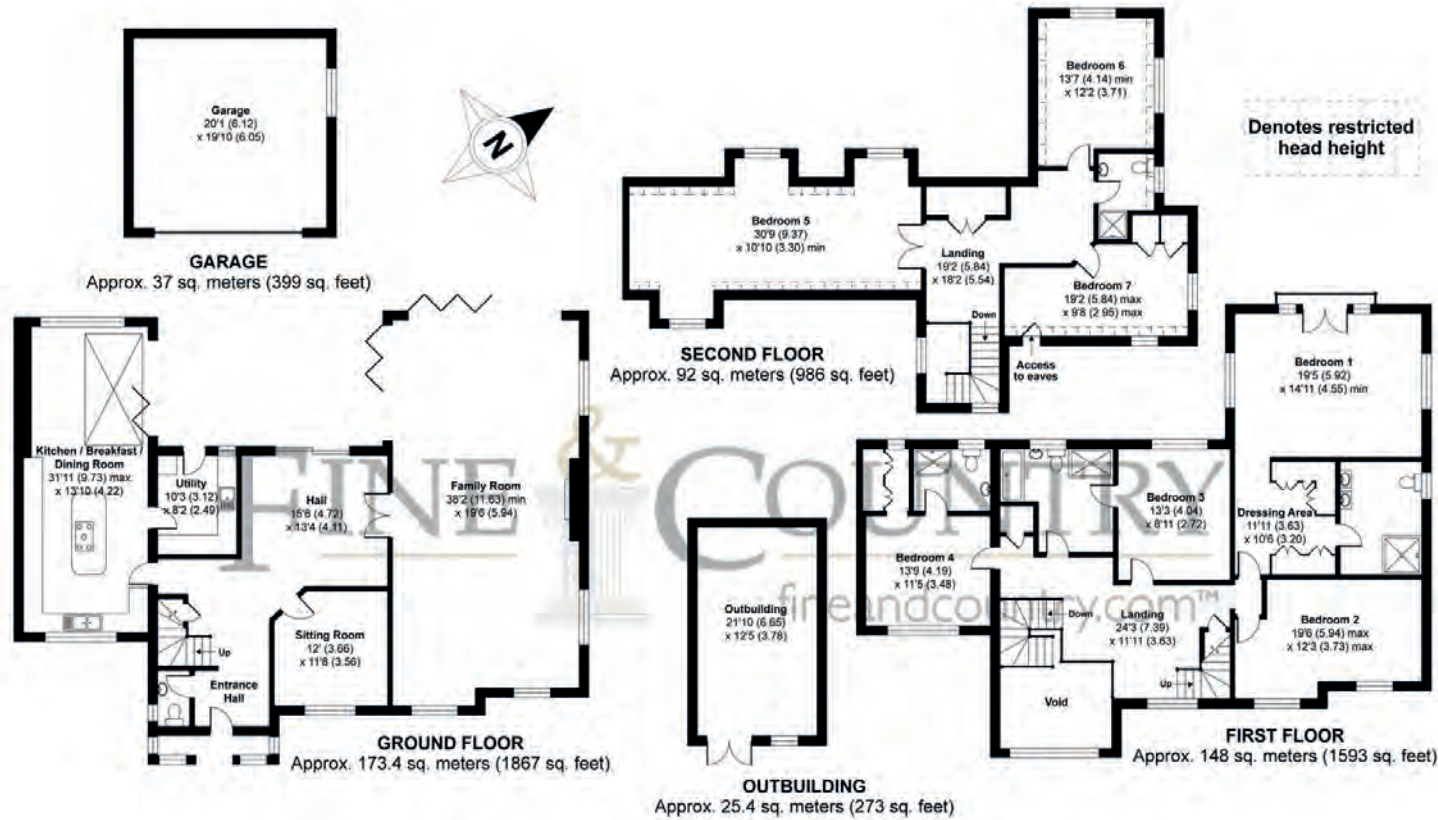 Garage
20'1 (6.12)
x 19'10 (6.05)
GARAGE
Approx. 37 sq. meters (399 sq. feet)
N
Bedroom 6
13'7 (4.14) min
x 12'2 (3.71)
Denotes restricted
head height
Bedroom 5
30'9 (9.37)
x 10'10 (3.30) min
Landing
19'2 (5.84)
x 18'2 (5.54)
Bedroom 7
19'2 (5.84) max
x 9'8 (2.95) max
Down
Access
to eaves
SECOND FLOOR
Approx. 92 sq. meters (986 sq. feet)
Kitchen / Breakfast /
Dining Room
31'11 (9.73) max
x 13'10 (4.22)
Utility
10'3 (3.12)
x 8'2 (2.49)
Hall
15'6 (4.72)
x 13'4 (4.11)
Family Room
38'2 (11.63) min
x 19'6 (5.94)
Sitting Room
12' (3.66)
x 11'8 (3.56)
Up
Entrance
Hall
GROUND FLOOR
Approx. 173.4 sq. meters (1867 sq. feet)
FINE & COUNTRY
fineandcountry.com™
Outbuilding
21'10 (6.65)
x 12'5 (3.78)
OUTBUILDING
Approx. 25.4 sq. meters (273 sq. feet)
Bedroom 1
19'5 (5.92)
x 14'11 (4.55) min
Bedroom 3
13'3 (4.04)
x 8'11 (2.72)
Dressing Area
11'11 (3.63)
x 10'6 (3.20)
Bedroom 4
13'9 (4.19)
x 11'5 (3.48)
Down
Landing
24'3 (7.39)
x 11'11 (3.63)
Bedroom 2
19'6 (5.94) max
x 12'3 (3.73) max
Up
Void
FIRST FLOOR
Approx. 148 sq. meters (1593 sq. feet)